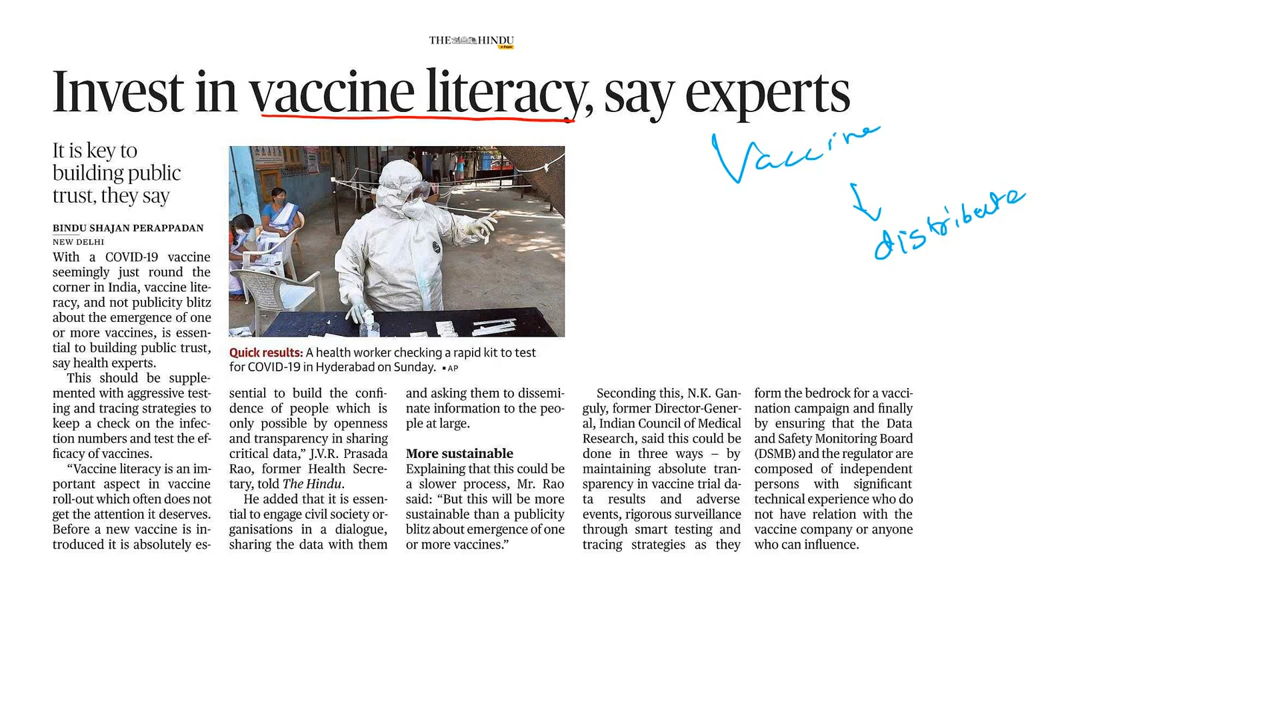 THE HINDU
Invest in vaccine literacy, say experts
It is key to
building public
trust, they say
BINDU SHAJAN PERAPPADAN
NEW DELHI
With a COVID-19 vaccine
seemingly just round the
corner in India, vaccine lite-
racy, and not publicity blitz
about the emergence of one
or more vaccines, is essen-
tial to building public trust,
say health experts.
This should be supple-
mented with aggressive test-
ing and tracing strategies to
keep a check on the infec-
tion numbers and test the ef-
ficacy of vaccines.
“Vaccine literacy is an im-
portant aspect in vaccine
roll-out which often does not
get the attention it deserves.
Before a new vaccine is in-
troduced it is absolutely es-
Quick results: A health worker checking a rapid kit to test
for COVID-19 in Hyderabad on Sunday. • AP
sential to build the confi-
dence of people which is
only possible by openness
and transparency in sharing
critical data,” J.V.R. Prasada
Rao, former Health Secre-
tary, told The Hindu.
He added that it is essen-
tial to engage civil society or-
ganisations in a dialogue,
sharing the data with them
and asking them to dissemi-
nate information to the peo-
ple at large.
More sustainable
Explaining that this could be
a slower process, Mr. Rao
said: “But this will be more
sustainable than a publicity
blitz about emergence of one
or more vaccines.”
Seconding this, N.K. Gan-
guly, former Director-Gener-
al, Indian Council of Medical
Research, said this could be
done in three ways – by
maintaining absolute tran-
sparency in vaccine trial da-
ta results and adverse
events, rigorous surveillance
through smart testing and
tracing strategies as they
form the bedrock for a vacci-
nation campaign and finally
by ensuring that the Data
and Safety Monitoring Board
(DSMB) and the regulator are
composed of independent
persons with significant
technical experience who do
not have relation with the
vaccine company or anyone
who can influence.
Vaccine
distribute